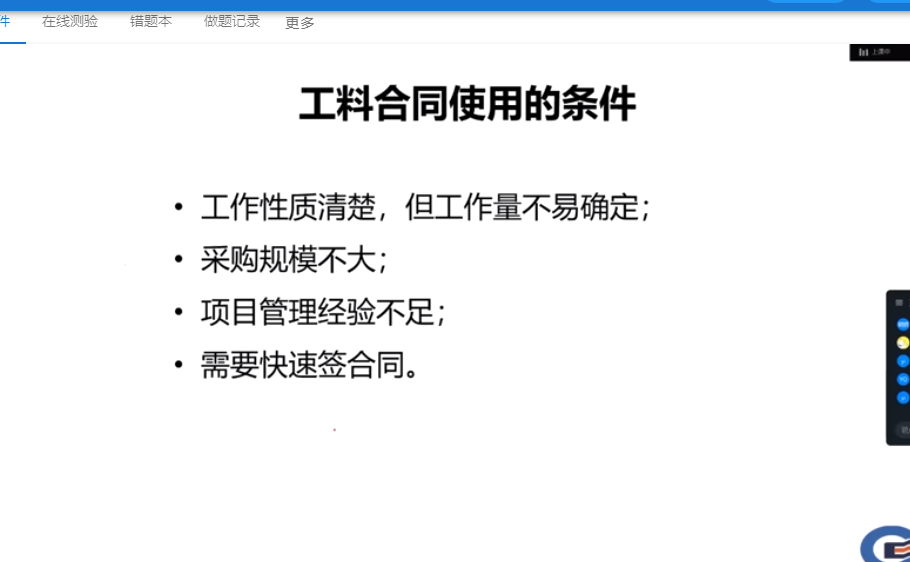 件 在线测验 错题本 做题记录 更多
上课中
工料合同使用的条件
• 工作性质清楚，但工作量不易确定；
• 采购规模不大；
• 项目管理经验不足；
• 需要快速签合同。